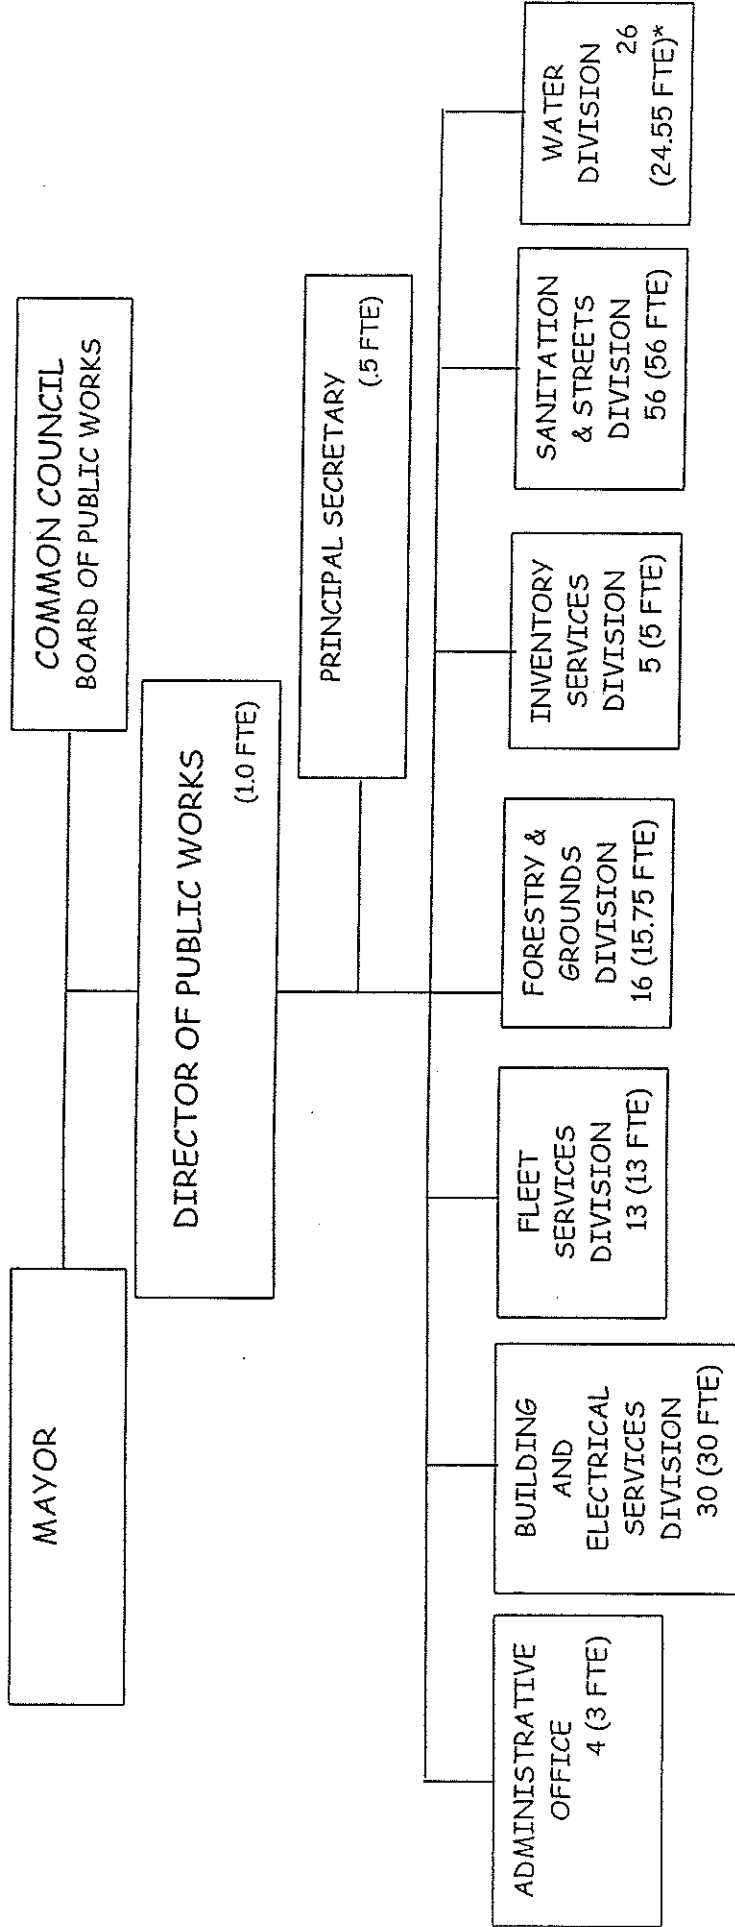 MAYOR
COMMON COUNCIL
BOARD OF PUBLIC WORKS
DIRECTOR OF PUBLIC WORKS
(1.0 FTE)
PRINCIPAL SECRETARY
(.5 FTE)
ADMINISTRATIVE
OFFICE
4 (3 FTE)
BUILDING
AND
ELECTRICAL
SERVICES
DIVISION
30 (30 FTE)
FLEET
SERVICES
DIVISION
13 (13 FTE)
FORESTRY &
GROUNDS
DIVISION
16 (15.75 FTE)
INVENTORY
SERVICES
DIVISION
5 (5 FTE)
SANITATION
& STREETS
DIVISION
56 (56 FTE)
WATER
DIVISION
26
(24.55 FTE)*